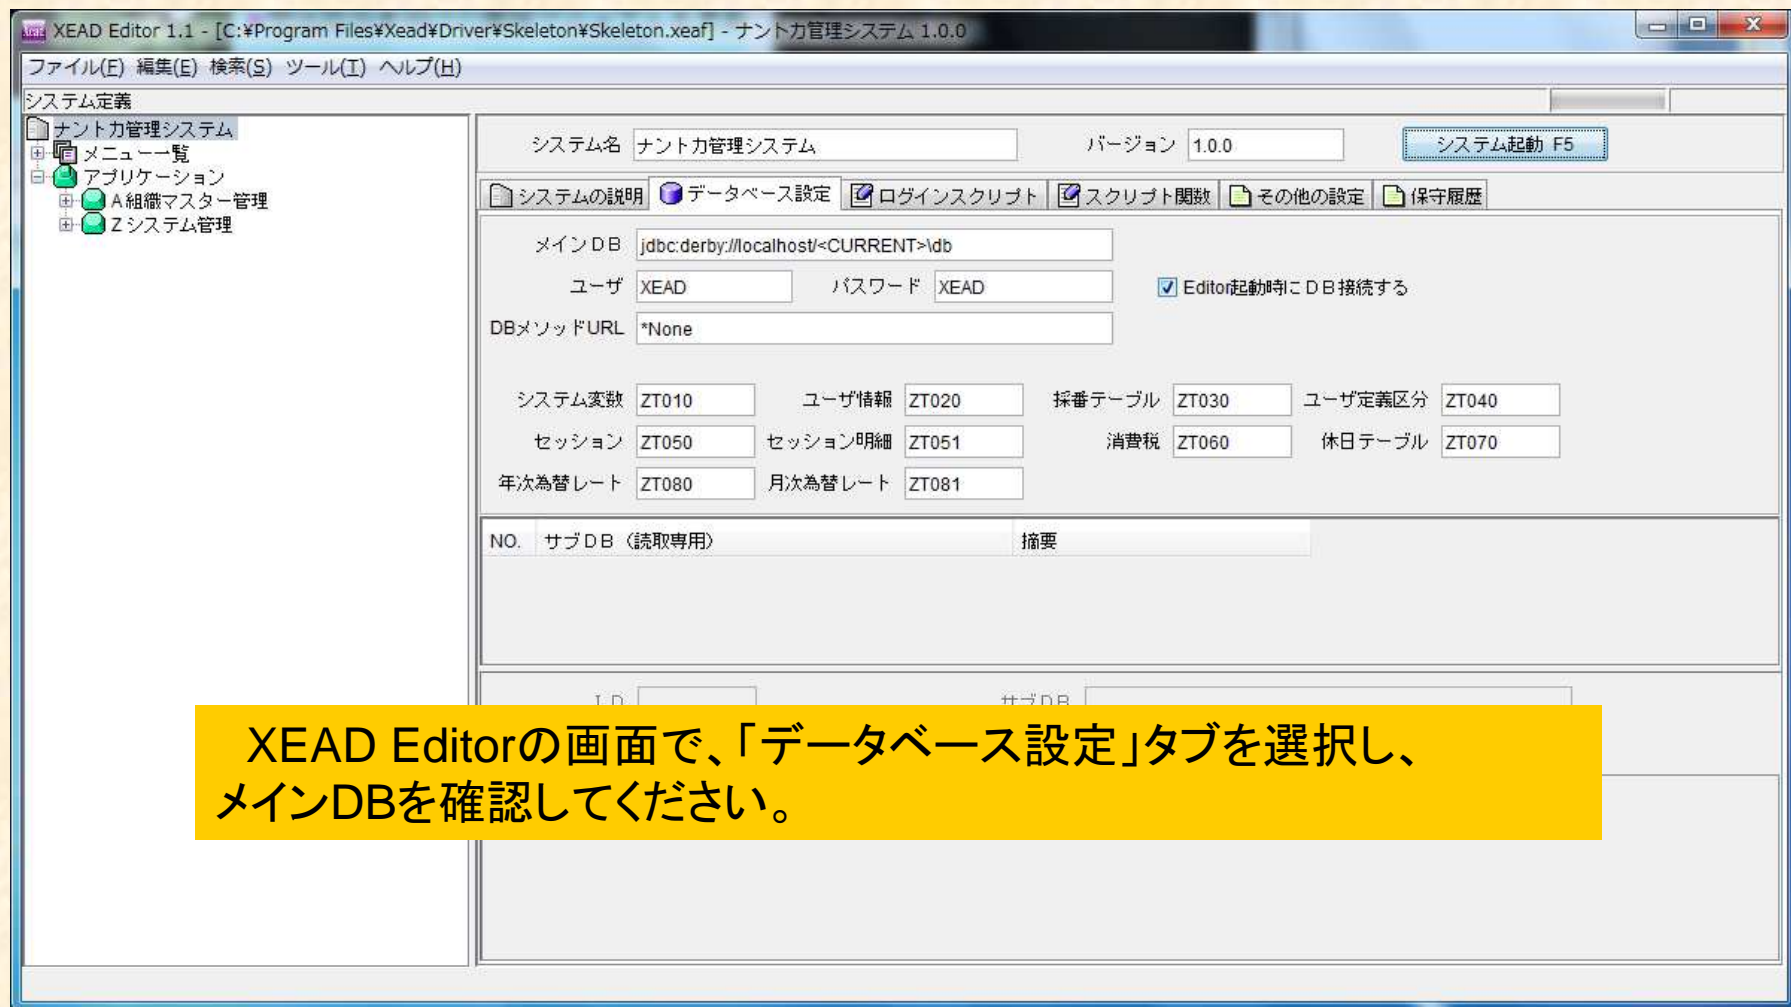 XEAD Editor 1.1 - [C:¥Program Files¥Xead¥Driver¥Skeleton¥Skeleton.xeaf] - ナントカ管理システム 1.0.0
ファイル(F) 編集(E) 検索(S) ツール(T) ヘルプ(H)
システム定義
ナントカ管理システム
メニュー一覧
アプリケーション
A 組織マスター管理
Z システム管理
システム名 ナントカ管理システム バージョン 1.0.0 システム起動 F5
システムの説明 データベース設定 ログインスクリプト スクリプト関数 その他の設定 保守履歴
メインDB jdbc:derby://localhost/<CURRENT>\db
ユーザ XEAD パスワード XEAD Editor起動時にDB接続する
DBメソッドURL *None
システム変数 ZT010 ユーザ情報 ZT020 採番テーブル ZT030 ユーザ定義区分 ZT040
セッション ZT050 セッション明細 ZT051 消費税 ZT060 休日テーブル ZT070
年次為替レート ZT080 月次為替レート ZT081
NO. サブDB（読取専用） 摘要
ID サブDB
XEAD Editorの画面で、「データベース設定」タブを選択し、
メインDBを確認してください。